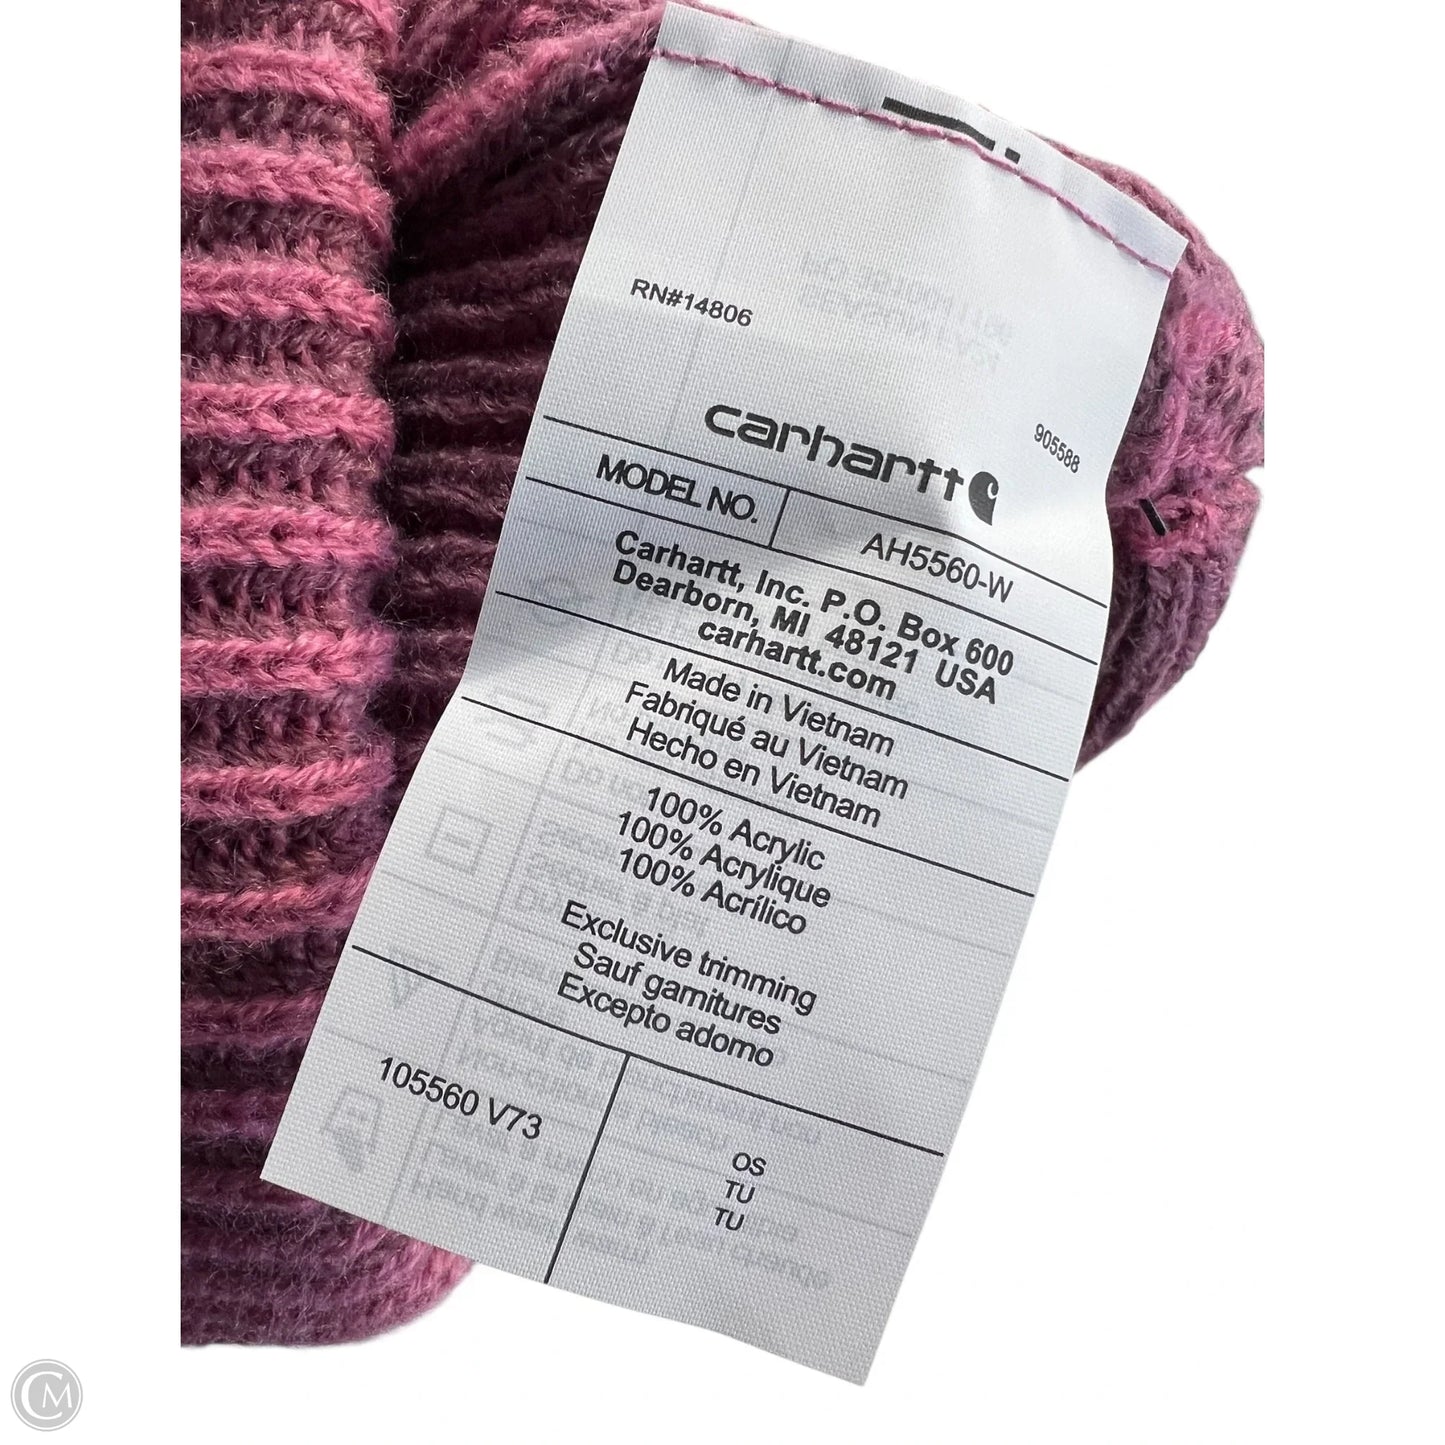 RN#14806
carhartt
905588
MODEL NO.
AH5560-W
Carhartt, Inc. P.O. Box 600
Dearborn, MI 48121 USA
carhartt.com
Made in Vietnam
Fabriqué au Vietnam
Hecho en Vietnam
100% Acrylic
100% Acrylique
100% Acrílico
Exclusive trimming
Sauf garnitures
Excepto adorno
105560 V73
OS
TU
TU
CM